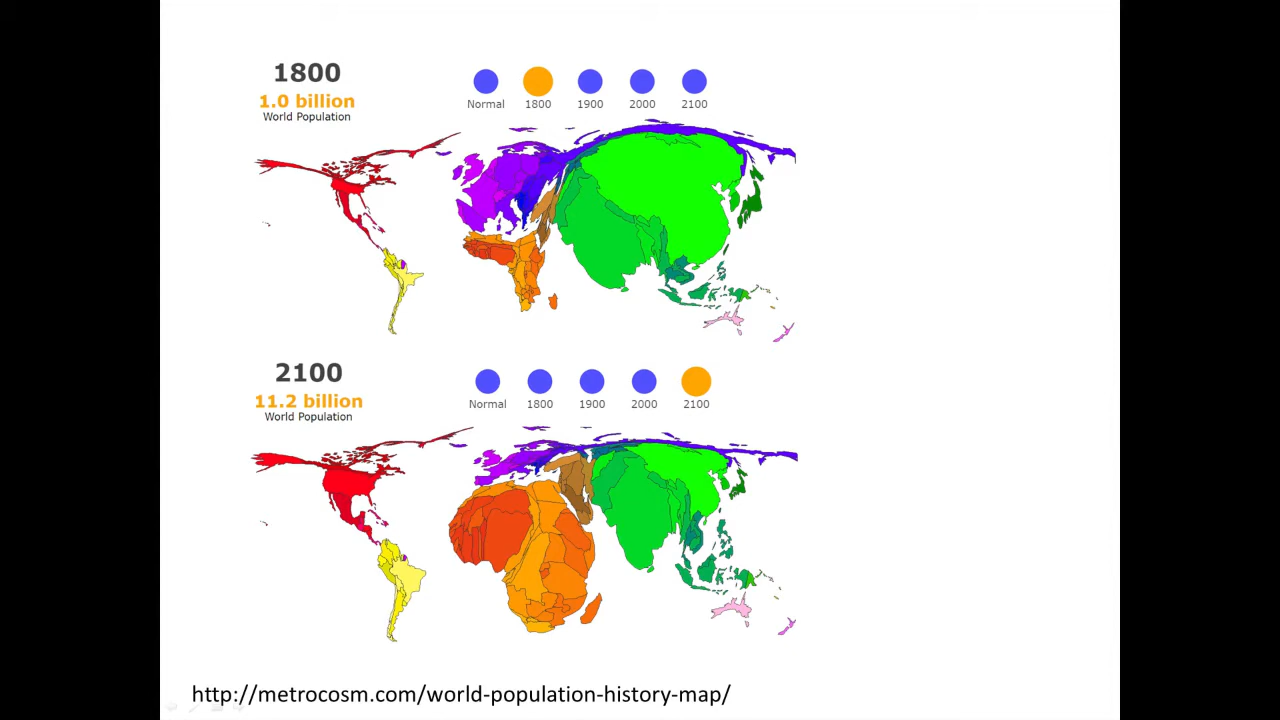 1800
1.0 billion
World Population
Normal 1800 1900 2000 2100
2100
11.2 billion
World Population
Normal 1800 1900 2000 2100
http://metrocosm.com/world-population-history-map/